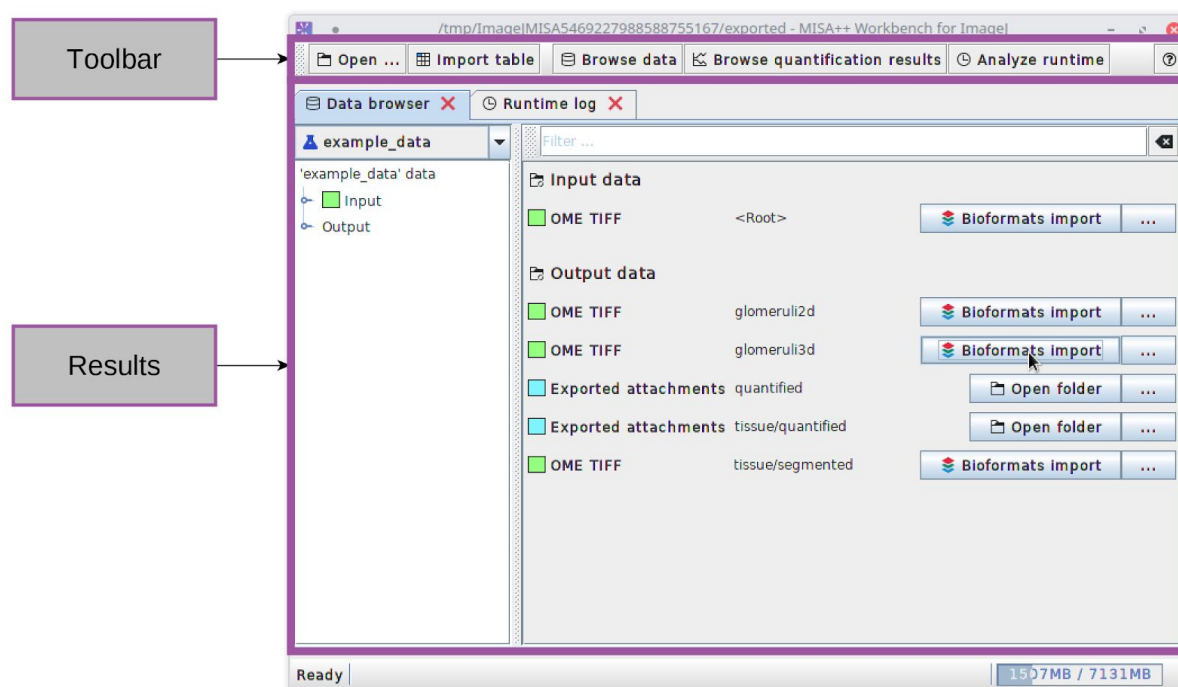 /tmp/ImageJMISA5469227988588755167/exported - MISA++ Workbench for ImageJ
Toolbar
Open ... Import table Browse data Browse quantification results Analyze runtime
Data browser Runtime log
example_data Filter ...
'example_data' data
Input
Output
Input data
OME TIFF <Root> Bioformats import ...
Output data
OME TIFF glomeruli2d Bioformats import ...
OME TIFF glomeruli3d Bioformats import ...
Results
Exported attachments quantified Open folder ...
Exported attachments tissue/quantified Open folder ...
OME TIFF tissue/segmented Bioformats import ...
Ready 1507MB / 7131MB